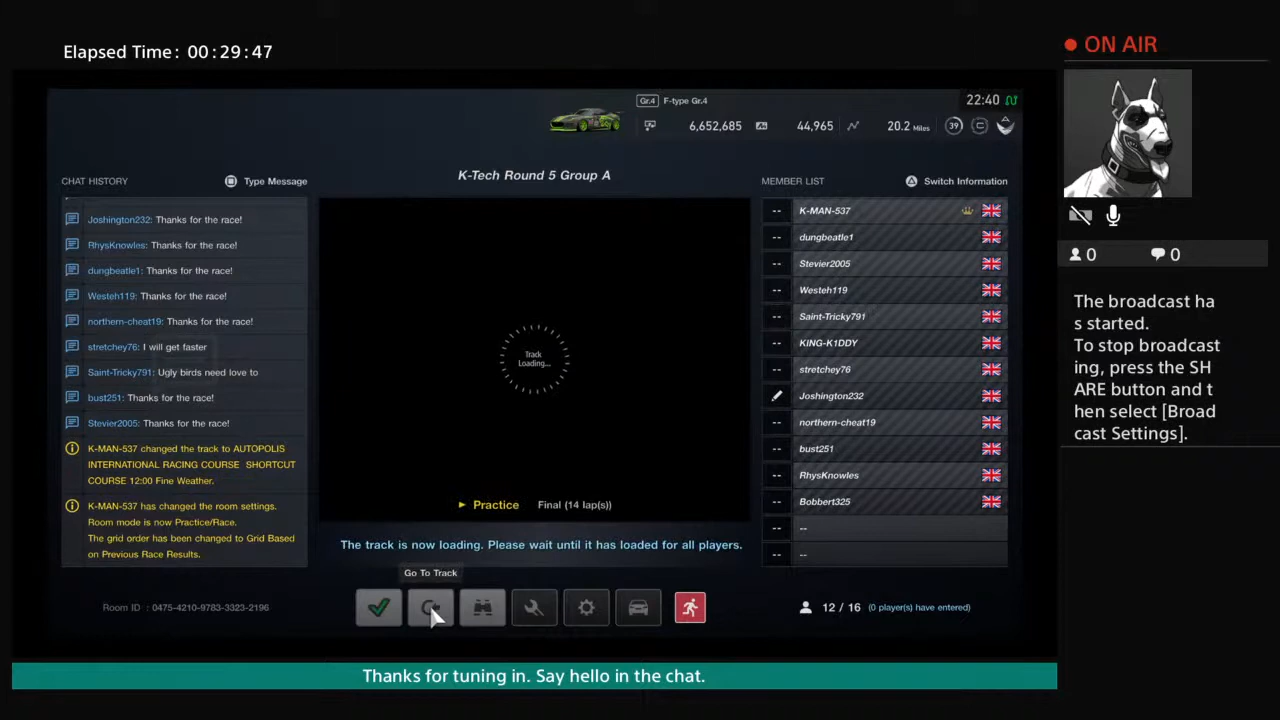 Elapsed Time: 00:29:47
ON AIR
Gr.4 F-type Gr.4
22:40
6,652,685 44,965 20.2 Miles 39
CHAT HISTORY Type Message
K-Tech Round 5 Group A
MEMBER LIST Switch Information
Joshington232: Thanks for the race!
RhysKnowles: Thanks for the race!
dungbeatle1: Thanks for the race!
Westeh119: Thanks for the race!
northern-cheat19: Thanks for the race!
stretchey76: I will get faster
Saint-Tricky791: Ugly birds need love to
bust251: Thanks for the race!
Stevier2005: Thanks for the race!
K-MAN-537 changed the track to AUTOPOLIS
INTERNATIONAL RACING COURSE SHORTCUT
COURSE 12:00 Fine Weather.
K-MAN-537 has changed the room settings.
Room mode is now Practice/Race.
The grid order has been changed to Grid Based
on Previous Race Results.
Track
Loading...
Practice Final (14 lap(s))
The track is now loading. Please wait until it has loaded for all players.
Go To Track
-- K-MAN-537
-- dungbeatle1
-- Stevier2005
-- Westeh119
-- Saint-Tricky791
-- KING-K1DDY
-- stretchey76
Joshington232
-- northern-cheat19
-- bust251
-- RhysKnowles
-- Bobbert325
-- --
-- --
Room ID : 0475-4210-9783-3323-2196
12 / 16 (0 player(s) have entered)
0 0
The broadcast ha
s started.
To stop broadcast
ing, press the SH
ARE button and t
hen select [Broad
cast Settings].
Thanks for tuning in. Say hello in the chat.